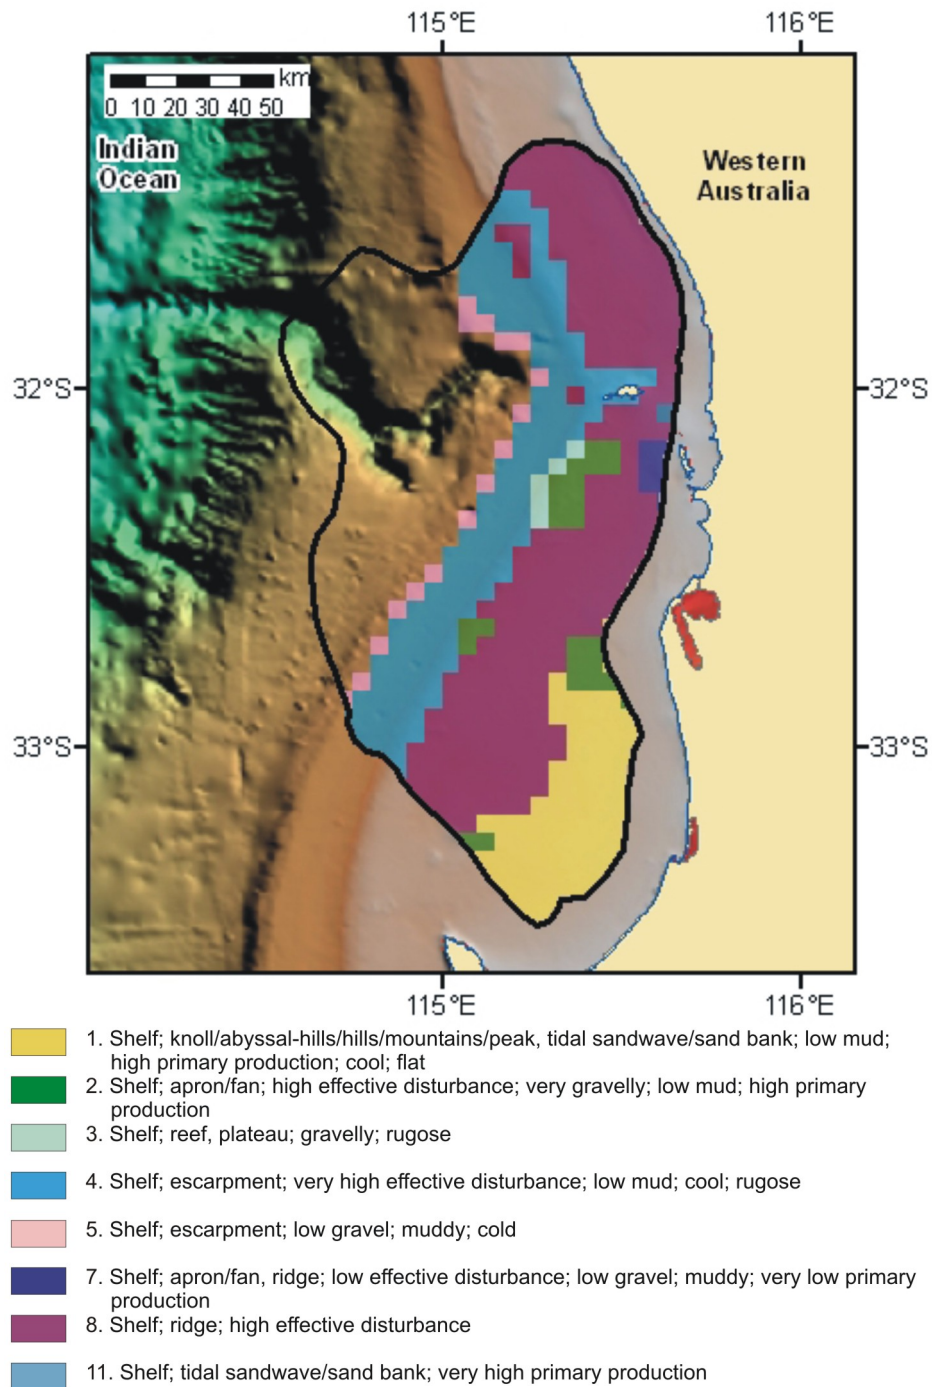 115°E 116°E
km
0 10 20 30 40 50
Indian
Ocean
Western
Australia
32°S 32°S
33°S 33°S
115°E 116°E
1. Shelf; knoll/abyssal-hills/hills/mountains/peak, tidal sandwave/sand bank; low mud;
high primary production; cool; flat
2. Shelf; apron/fan; high effective disturbance; very gravelly; low mud; high primary
production
3. Shelf; reef, plateau; gravelly; rugose
4. Shelf; escarpment; very high effective disturbance; low mud; cool; rugose
5. Shelf; escarpment; low gravel; muddy; cold
7. Shelf; apron/fan, ridge; low effective disturbance; low gravel; muddy; very low primary
production
8. Shelf; ridge; high effective disturbance
11. Shelf; tidal sandwave/sand bank; very high primary production